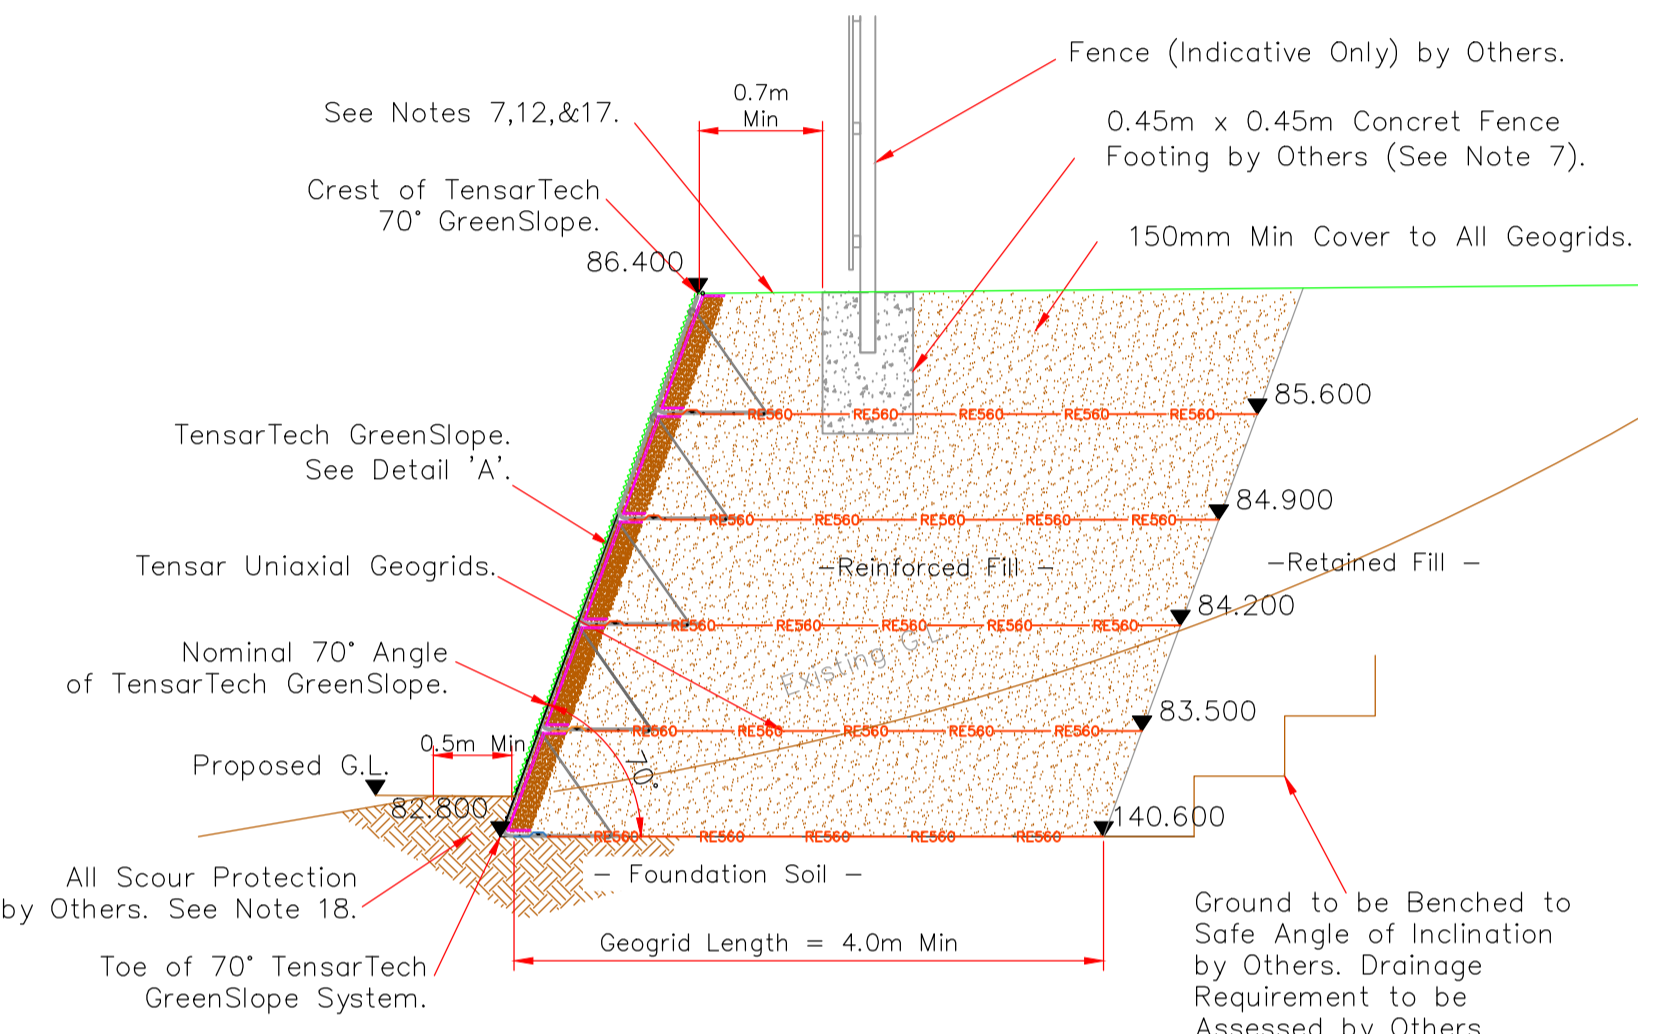 Fence (Indicative Only) by Others.
0.7m
Min
See Notes 7,12,&17.
0.45m x 0.45m Concret Fence
Footing by Others (See Note 7).
Crest of TensarTech
70° GreenSlope.
150mm Min Cover to All Geogrids.
86.400
85.600
RE560 RE560 RE560 RE560 RE560
TensarTech GreenSlope.
See Detail 'A'.
84.900
RE560 RE560 RE560 RE560 RE560
Tensar Uniaxial Geogrids.
-Reinforced Fill -
-Retained Fill -
84.200
RE560 RE560 RE560 RE560 RE560
Existing G.L.
Nominal 70° Angle
of TensarTech GreenSlope.
83.500
RE560 RE560 RE560 RE560 RE560
0.5m Min
70°
Proposed G.L.
82.800
140.600
RE560 RE560 RE560 RE560 RE560
- Foundation Soil -
All Scour Protection
by Others. See Note 18.
Geogrid Length = 4.0m Min
Toe of 70° TensarTech
GreenSlope System.
Ground to be Benched to
Safe Angle of Inclination
by Others. Drainage
Requirement to be
Assessed by Others